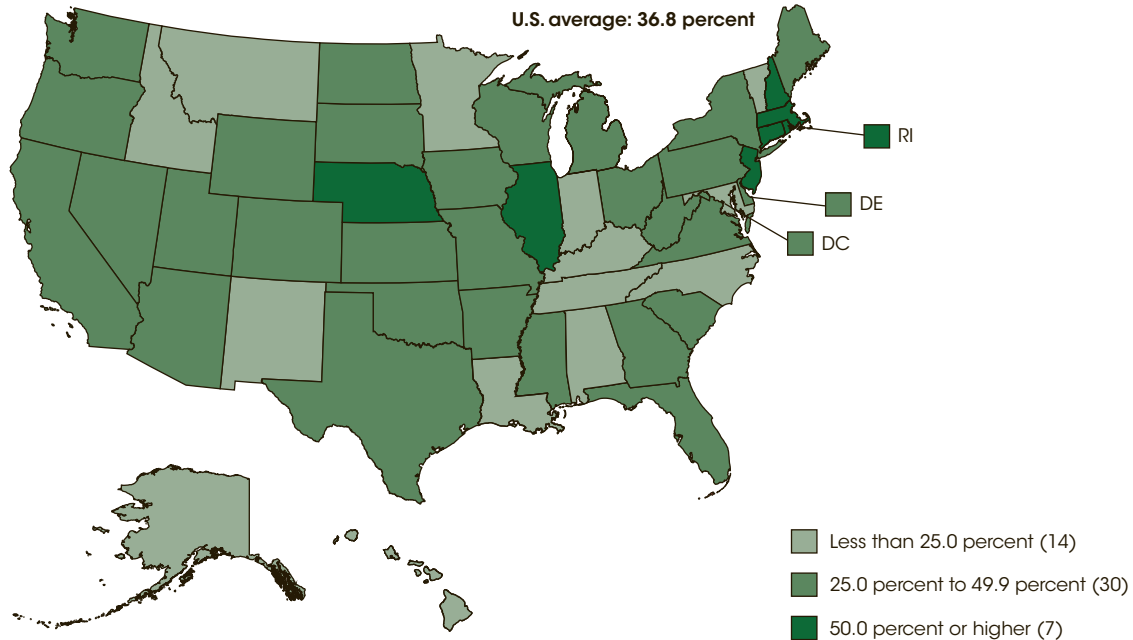 U.S. average: 36.8 percent
RI
DE
DC
Less than 25.0 percent (14)
25.0 percent to 49.9 percent (30)
50.0 percent or higher (7)